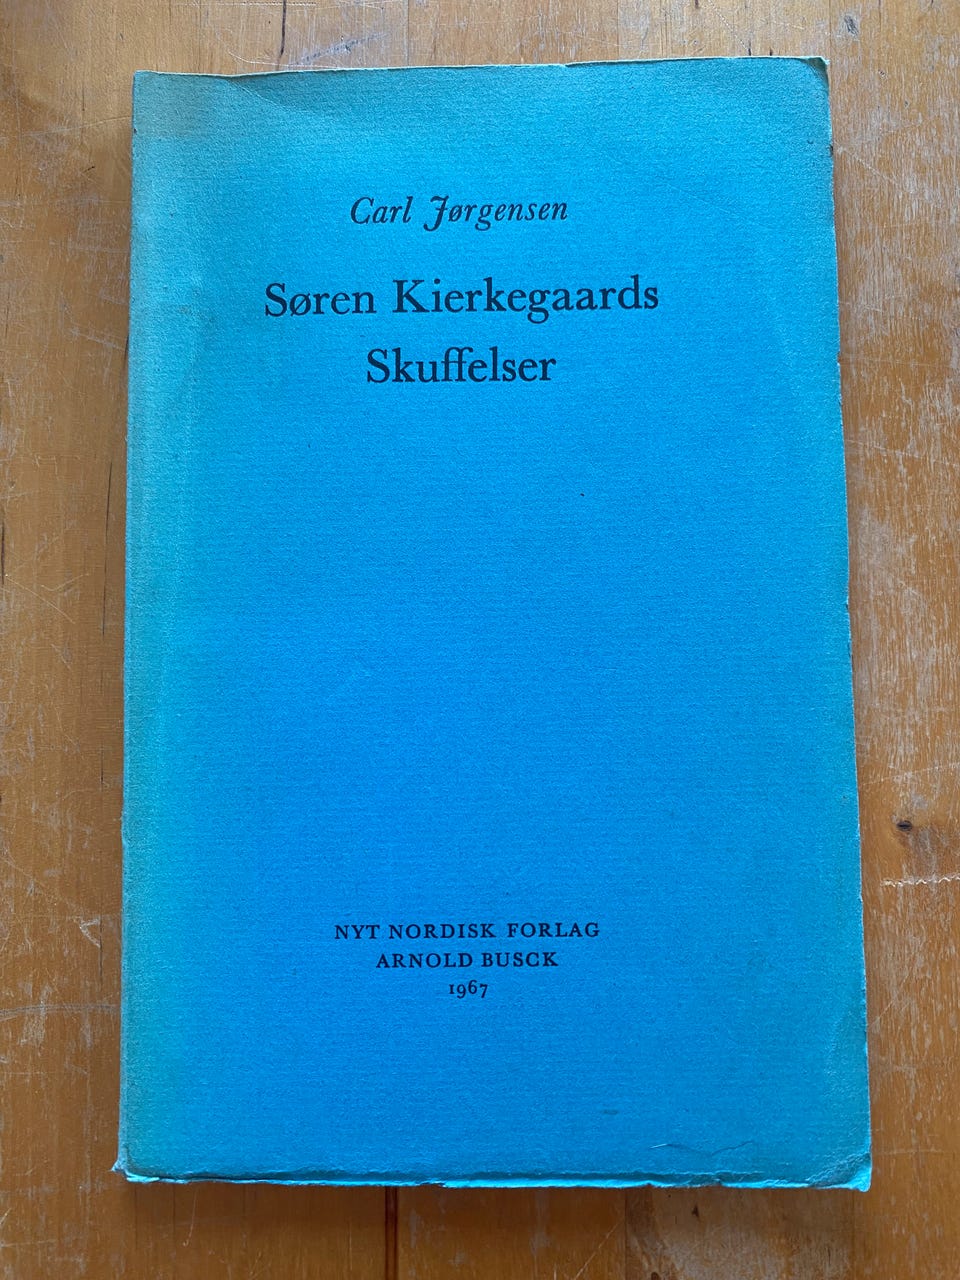 Carl Jørgensen
Søren Kierkegaards
Skuffelser
NYT NORDISK FORLAG
ARNOLD BUSCK
1967